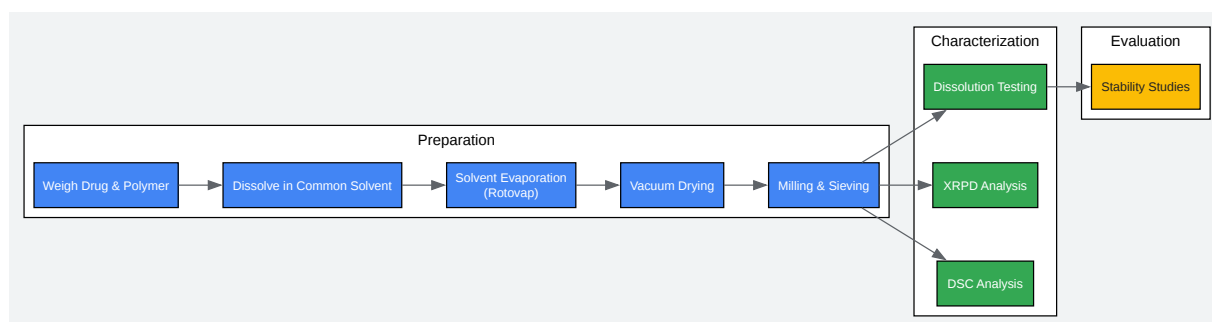 Preparation
Weigh Drug & Polymer
Dissolve in Common Solvent
Solvent Evaporation
(Rotovap)
Vacuum Drying
Milling & Sieving
Characterization
Dissolution Testing
XRPD Analysis
DSC Analysis
Evaluation
Stability Studies